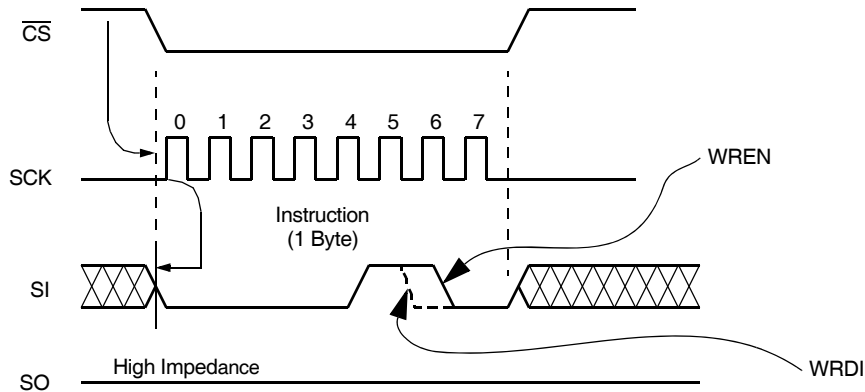 CS
0 1 2 3 4 5 6 7
WREN
SCK
Instruction
(1 Byte)
SI
High Impedance
WRDI
SO